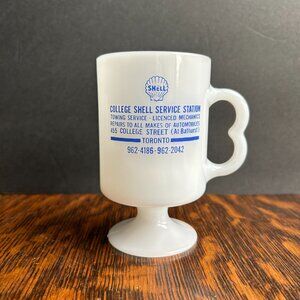 SHELL
COLLEGE SHELL SERVICE STATION
TOWING SERVICE - LICENCED MECHANICS
REPAIRS TO ALL MAKES OF AUTOMOBILES
455 COLLEGE STREET (At Bathurst)
TORONTO
962-4186 - 962-2042